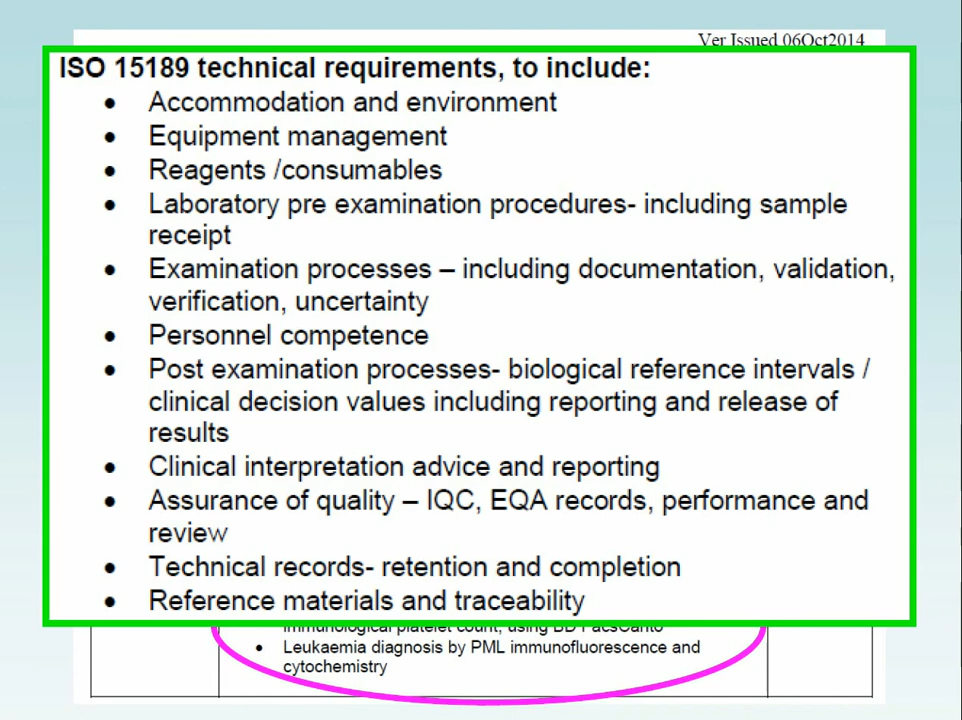 Ver Issued 06Oct2014
ISO 15189 technical requirements, to include:
• Accommodation and environment
• Equipment management
• Reagents /consumables
• Laboratory pre examination procedures- including sample
receipt
• Examination processes – including documentation, validation,
verification, uncertainty
• Personnel competence
• Post examination processes- biological reference intervals /
clinical decision values including reporting and release of
results
• Clinical interpretation advice and reporting
• Assurance of quality – IQC, EQA records, performance and
review
• Technical records- retention and completion
• Reference materials and traceability
immunological platelet count, using BD FacsCanto
• Leukaemia diagnosis by PML immunofluorescence and
cytochemistry